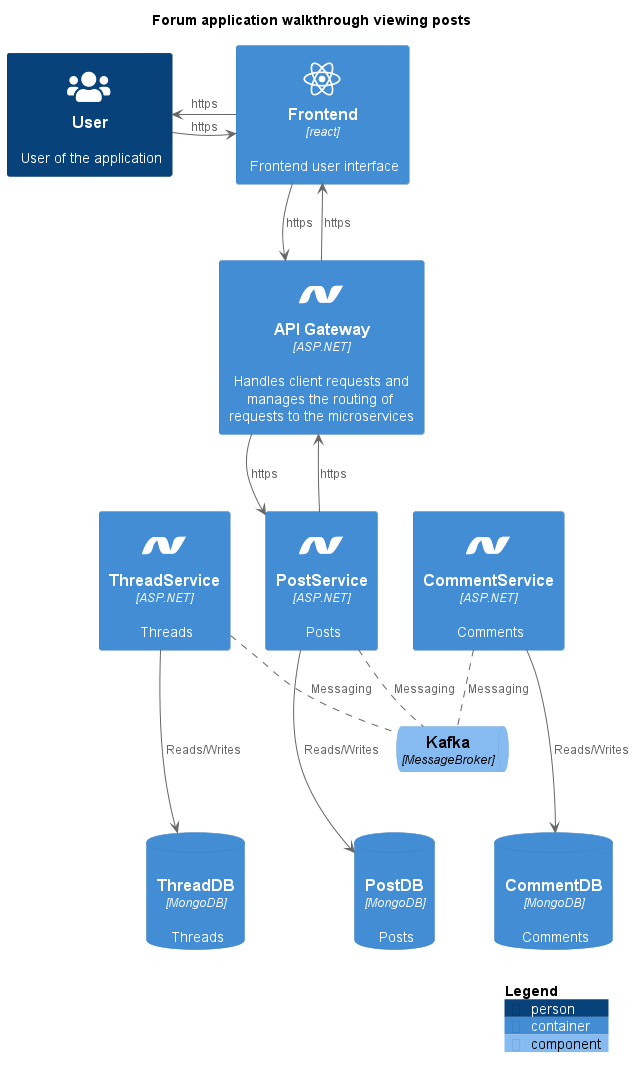 Forum application walkthrough viewing posts
User
User of the application
https
https
Frontend
[react]
Frontend user interface
https
https
API Gateway
[ASP.NET]
Handles client requests and
manages the routing of
requests to the microservices
https
https
ThreadService
[ASP.NET]
Threads
PostService
[ASP.NET]
Posts
CommentService
[ASP.NET]
Comments
Messaging
Messaging
Messaging
Kafka
[MessageBroker]
Reads/Writes
Reads/Writes
Reads/Writes
ThreadDB
[MongoDB]
Threads
PostDB
[MongoDB]
Posts
CommentDB
[MongoDB]
Comments
Legend
person
container
component